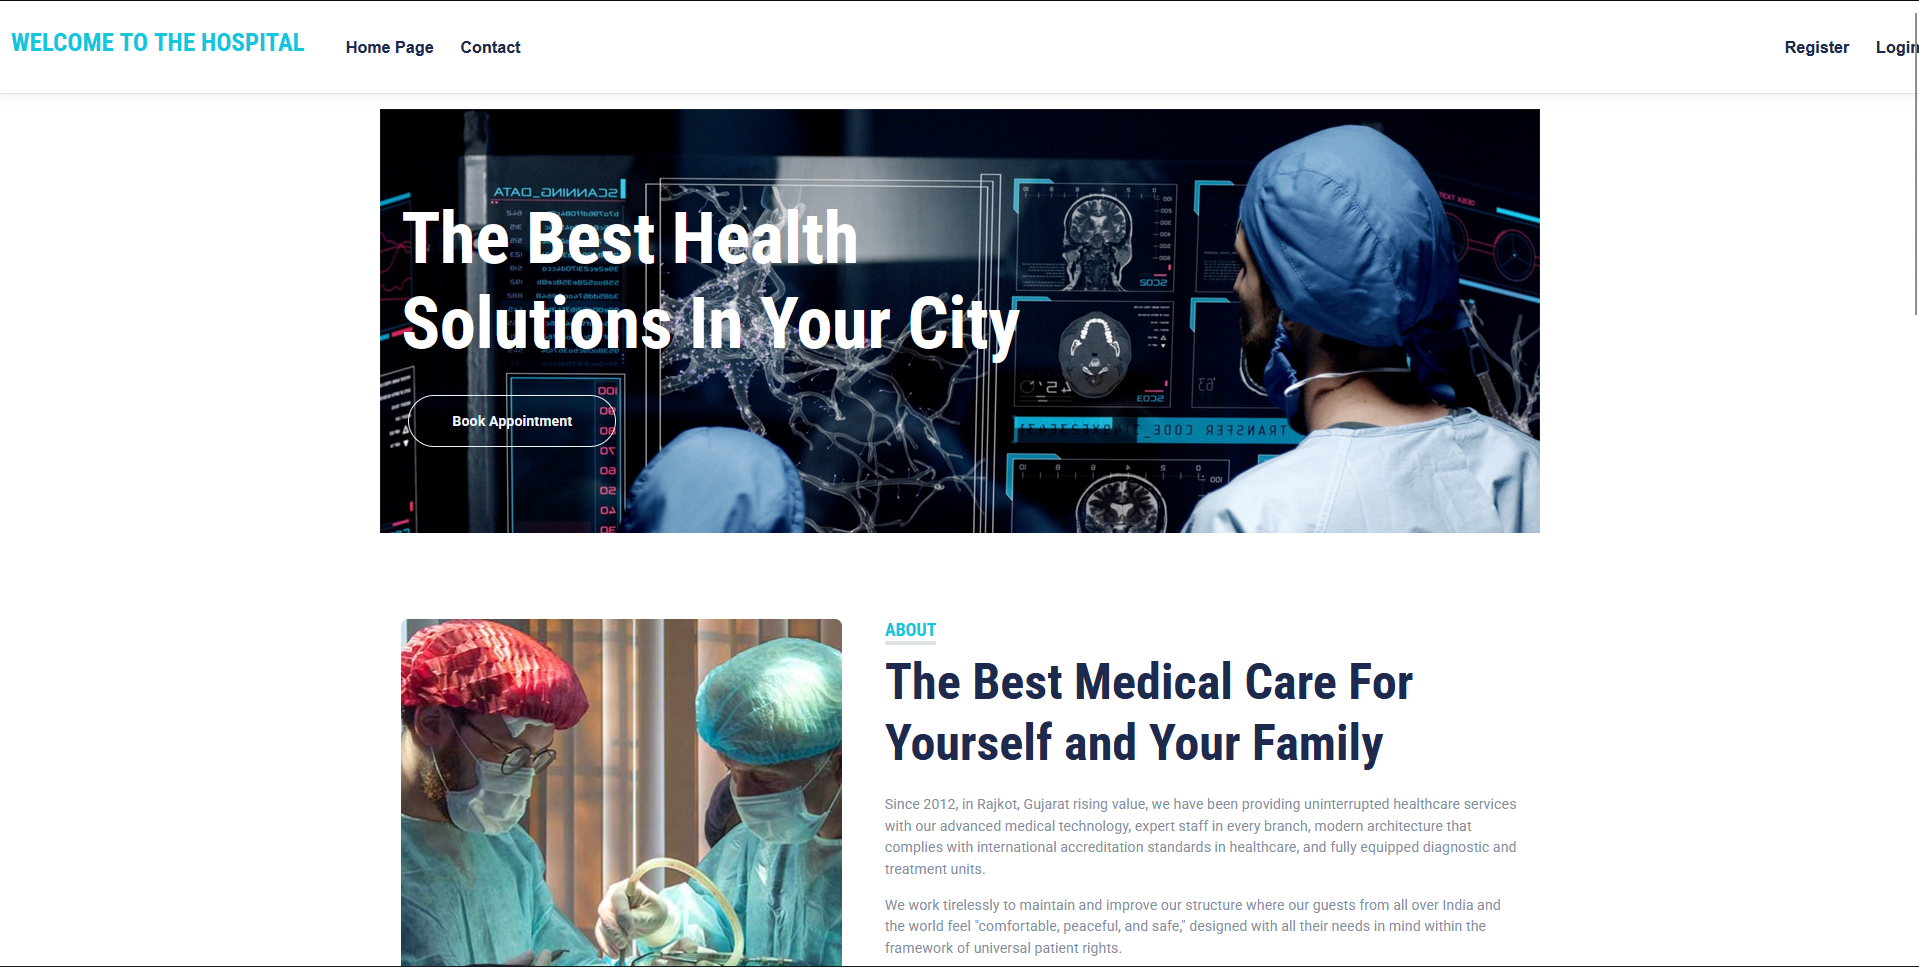 WELCOME TO THE HOSPITAL
Home Page
Contact
Register
Login
The Best Health
Solutions In Your City
Book Appointment
SCANNING_DATA
ABOUT
The Best Medical Care For
Yourself and Your Family
Since 2012, in Rajkot, Gujarat rising value, we have been providing uninterrupted healthcare services
with our advanced medical technology, expert staff in every branch, modern architecture that
complies with international accreditation standards in healthcare, and fully equipped diagnostic and
treatment units.
We work tirelessly to maintain and improve our structure where our guests from all over India and
the world feel "comfortable, peaceful, and safe," designed with all their needs in mind within the
framework of universal patient rights.